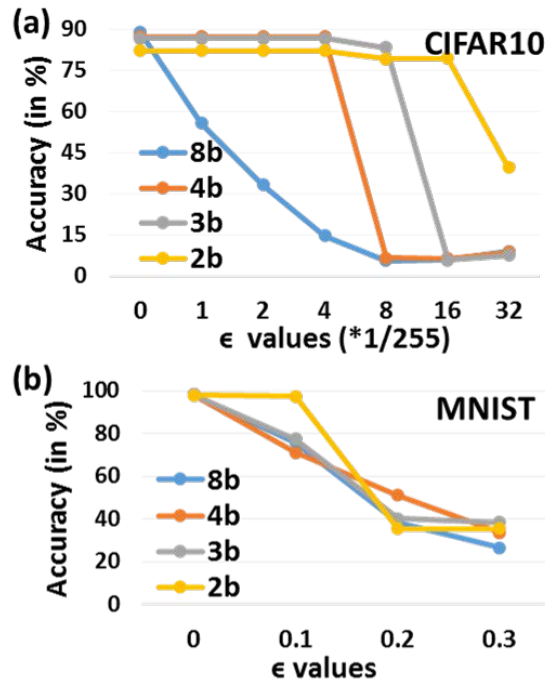 (a)
CIFAR10
Accuracy (in %)
90
75
60
45
30
15
0
8b
4b
3b
2b
0 1 2 4 8 16 32
ϵ values (*1/255)
(b)
MNIST
Accuracy (in %)
100
80
60
40
20
0
8b
4b
3b
2b
0 0.1 0.2 0.3
ϵ values